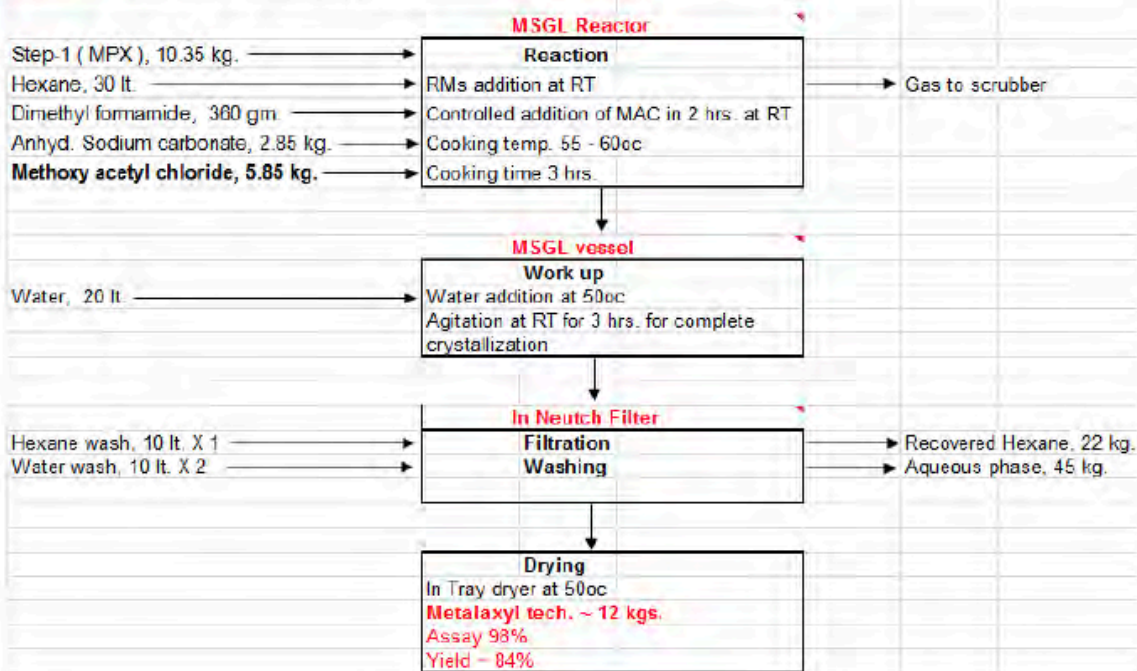 MSGL Reactor
Step-1 ( MPX ), 10.35 kg.
Reaction
Hexane, 30 lt.
RMs addition at RT
Gas to scrubber
Dimethyl formamide, 360 gm
Controlled addition of MAC in 2 hrs. at RT
Anhyd. Sodium carbonate, 2.85 kg.
Cooking temp. 55 - 60oc
Methoxy acetyl chloride, 5.85 kg.
Cooking time 3 hrs.
MSGL vessel
Work up
Water, 20 lt
Water addition at 50oc
Agitation at RT for 3 hrs. for complete
crystallization
In Neutch Filter
Hexane wash, 10 lt. X 1
Filtration
Recovered Hexane, 22 kg.
Water wash, 10 lt. X 2
Washing
Aqueous phase, 45 kg.
Drying
In Tray dryer at 50oc
Metalaxyl tech. ~ 12 kgs.
Assay 98%
Yield ~ 84%